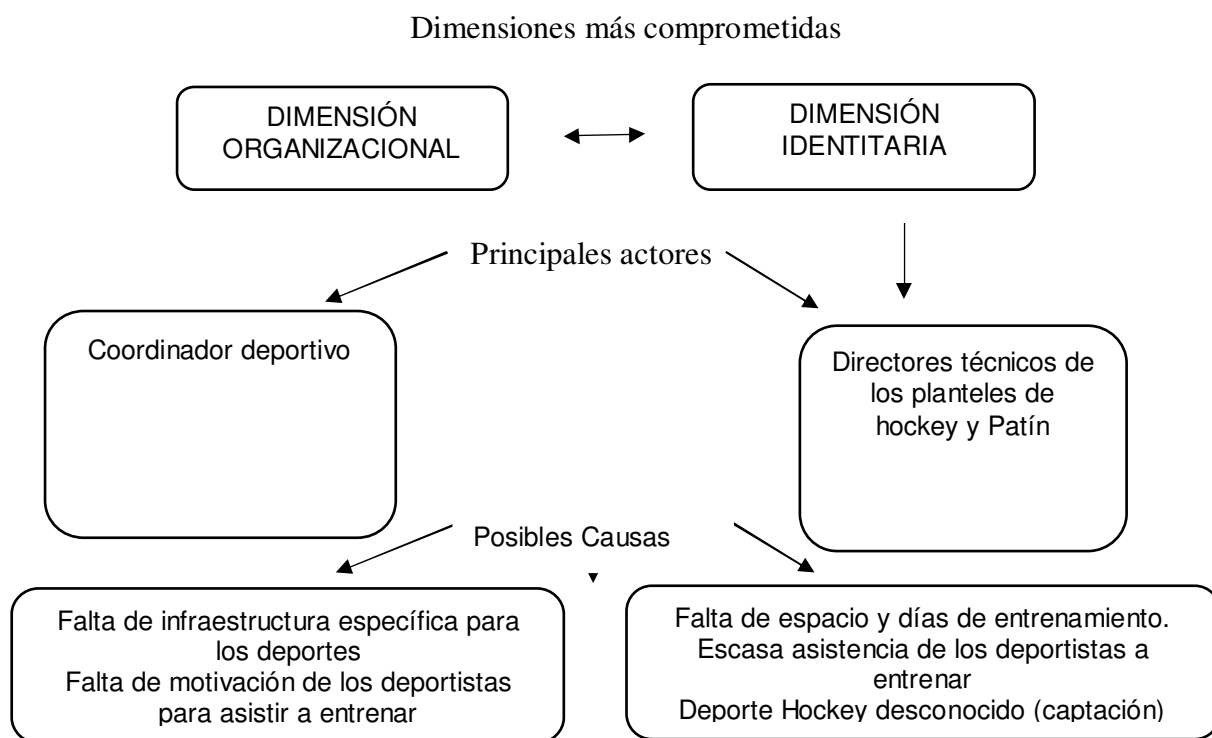 Dimensiones más comprometidas
DIMENSIÓN
ORGANIZACIONAL
DIMENSIÓN
IDENTITARIA
Principales actores
Coordinador deportivo
Directores técnicos de
los planteles de
hockey y Patín
Posibles Causas
Falta de infraestructura específica para
los deportes
Falta de motivación de los deportistas
para asistir a entrenar
Falta de espacio y días de entrenamiento.
Escasa asistencia de los deportistas a
entrenar
Deporte Hockey desconocido (captación)